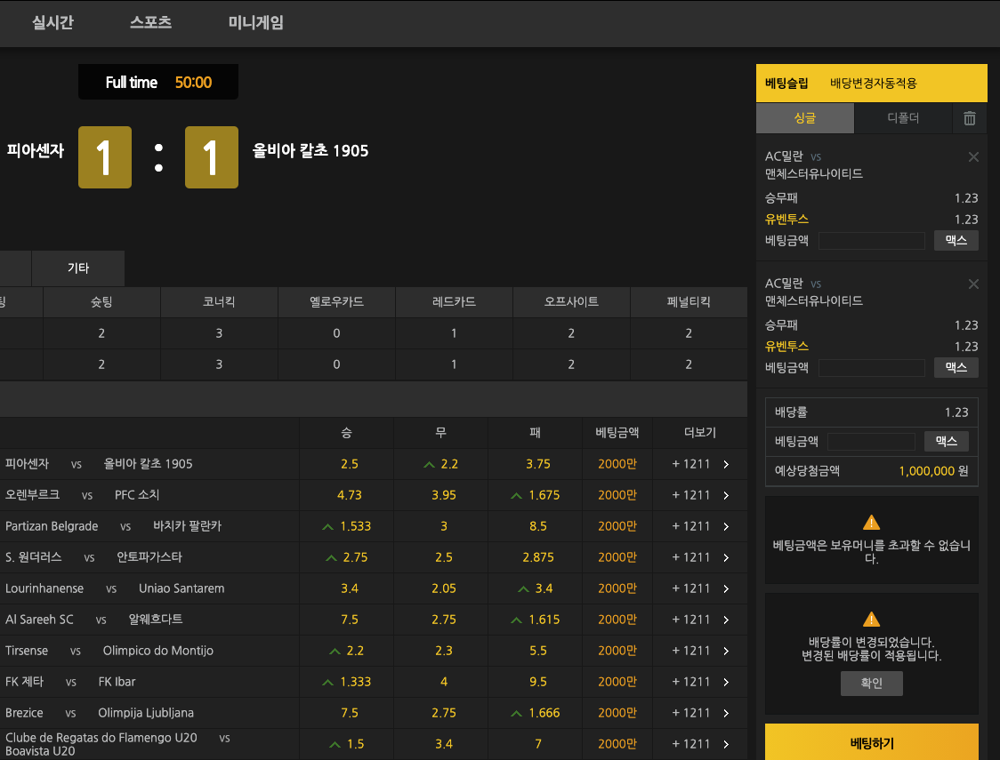 실시간 스포츠 미니게임
Full time 50:00
피아센자 1 : 1 올비아 칼초 1905
기타
팅 슛팅 코너킥 옐로우카드 레드카드 오프사이트 페널티킥
2 3 0 1 2 2
2 3 0 1 2 2
승 무 패 베팅금액 더보기
피아센자 vs 올비아 칼초 1905 2.5 2.2 3.75 2000만 + 1211
오렌부르크 vs PFC 소치 4.73 3.95 1.675 2000만 + 1211
Partizan Belgrade vs 바치카 팔란카 1.533 3 8.5 2000만 + 1211
S. 원더러스 vs 안토파가스타 2.75 2.5 2.875 2000만 + 1211
Lourinhanense vs Uniao Santarem 3.4 2.05 3.4 2000만 + 1211
Al Sareeh SC vs 알웨흐다트 7.5 2.75 1.615 2000만 + 1211
Tirsense vs Olimpico do Montijo 2.2 2.3 5.5 2000만 + 1211
FK 제타 vs FK Ibar 1.333 4 9.5 2000만 + 1211
Brezice vs Olimpija Ljubljana 7.5 2.75 1.666 2000만 + 1211
Clube de Regatas do Flamengo U20 vs
Boavista U20 1.5 3.4 7 2000만 + 1211
베팅슬립 배당변경자동적용
싱글 디폴더
AC밀란 vs
맨체스터유나이티드
승무패 1.23
유벤투스 1.23
베팅금액 맥스
AC밀란 vs
맨체스터유나이티드
승무패 1.23
유벤투스 1.23
베팅금액 맥스
배당률 1.23
베팅금액 맥스
예상당첨금액 1,000,000 원
베팅금액은 보유머니를 초과할 수 없습니
다.
배당률이 변경되었습니다.
변경된 배당률이 적용됩니다.
확인
베팅하기